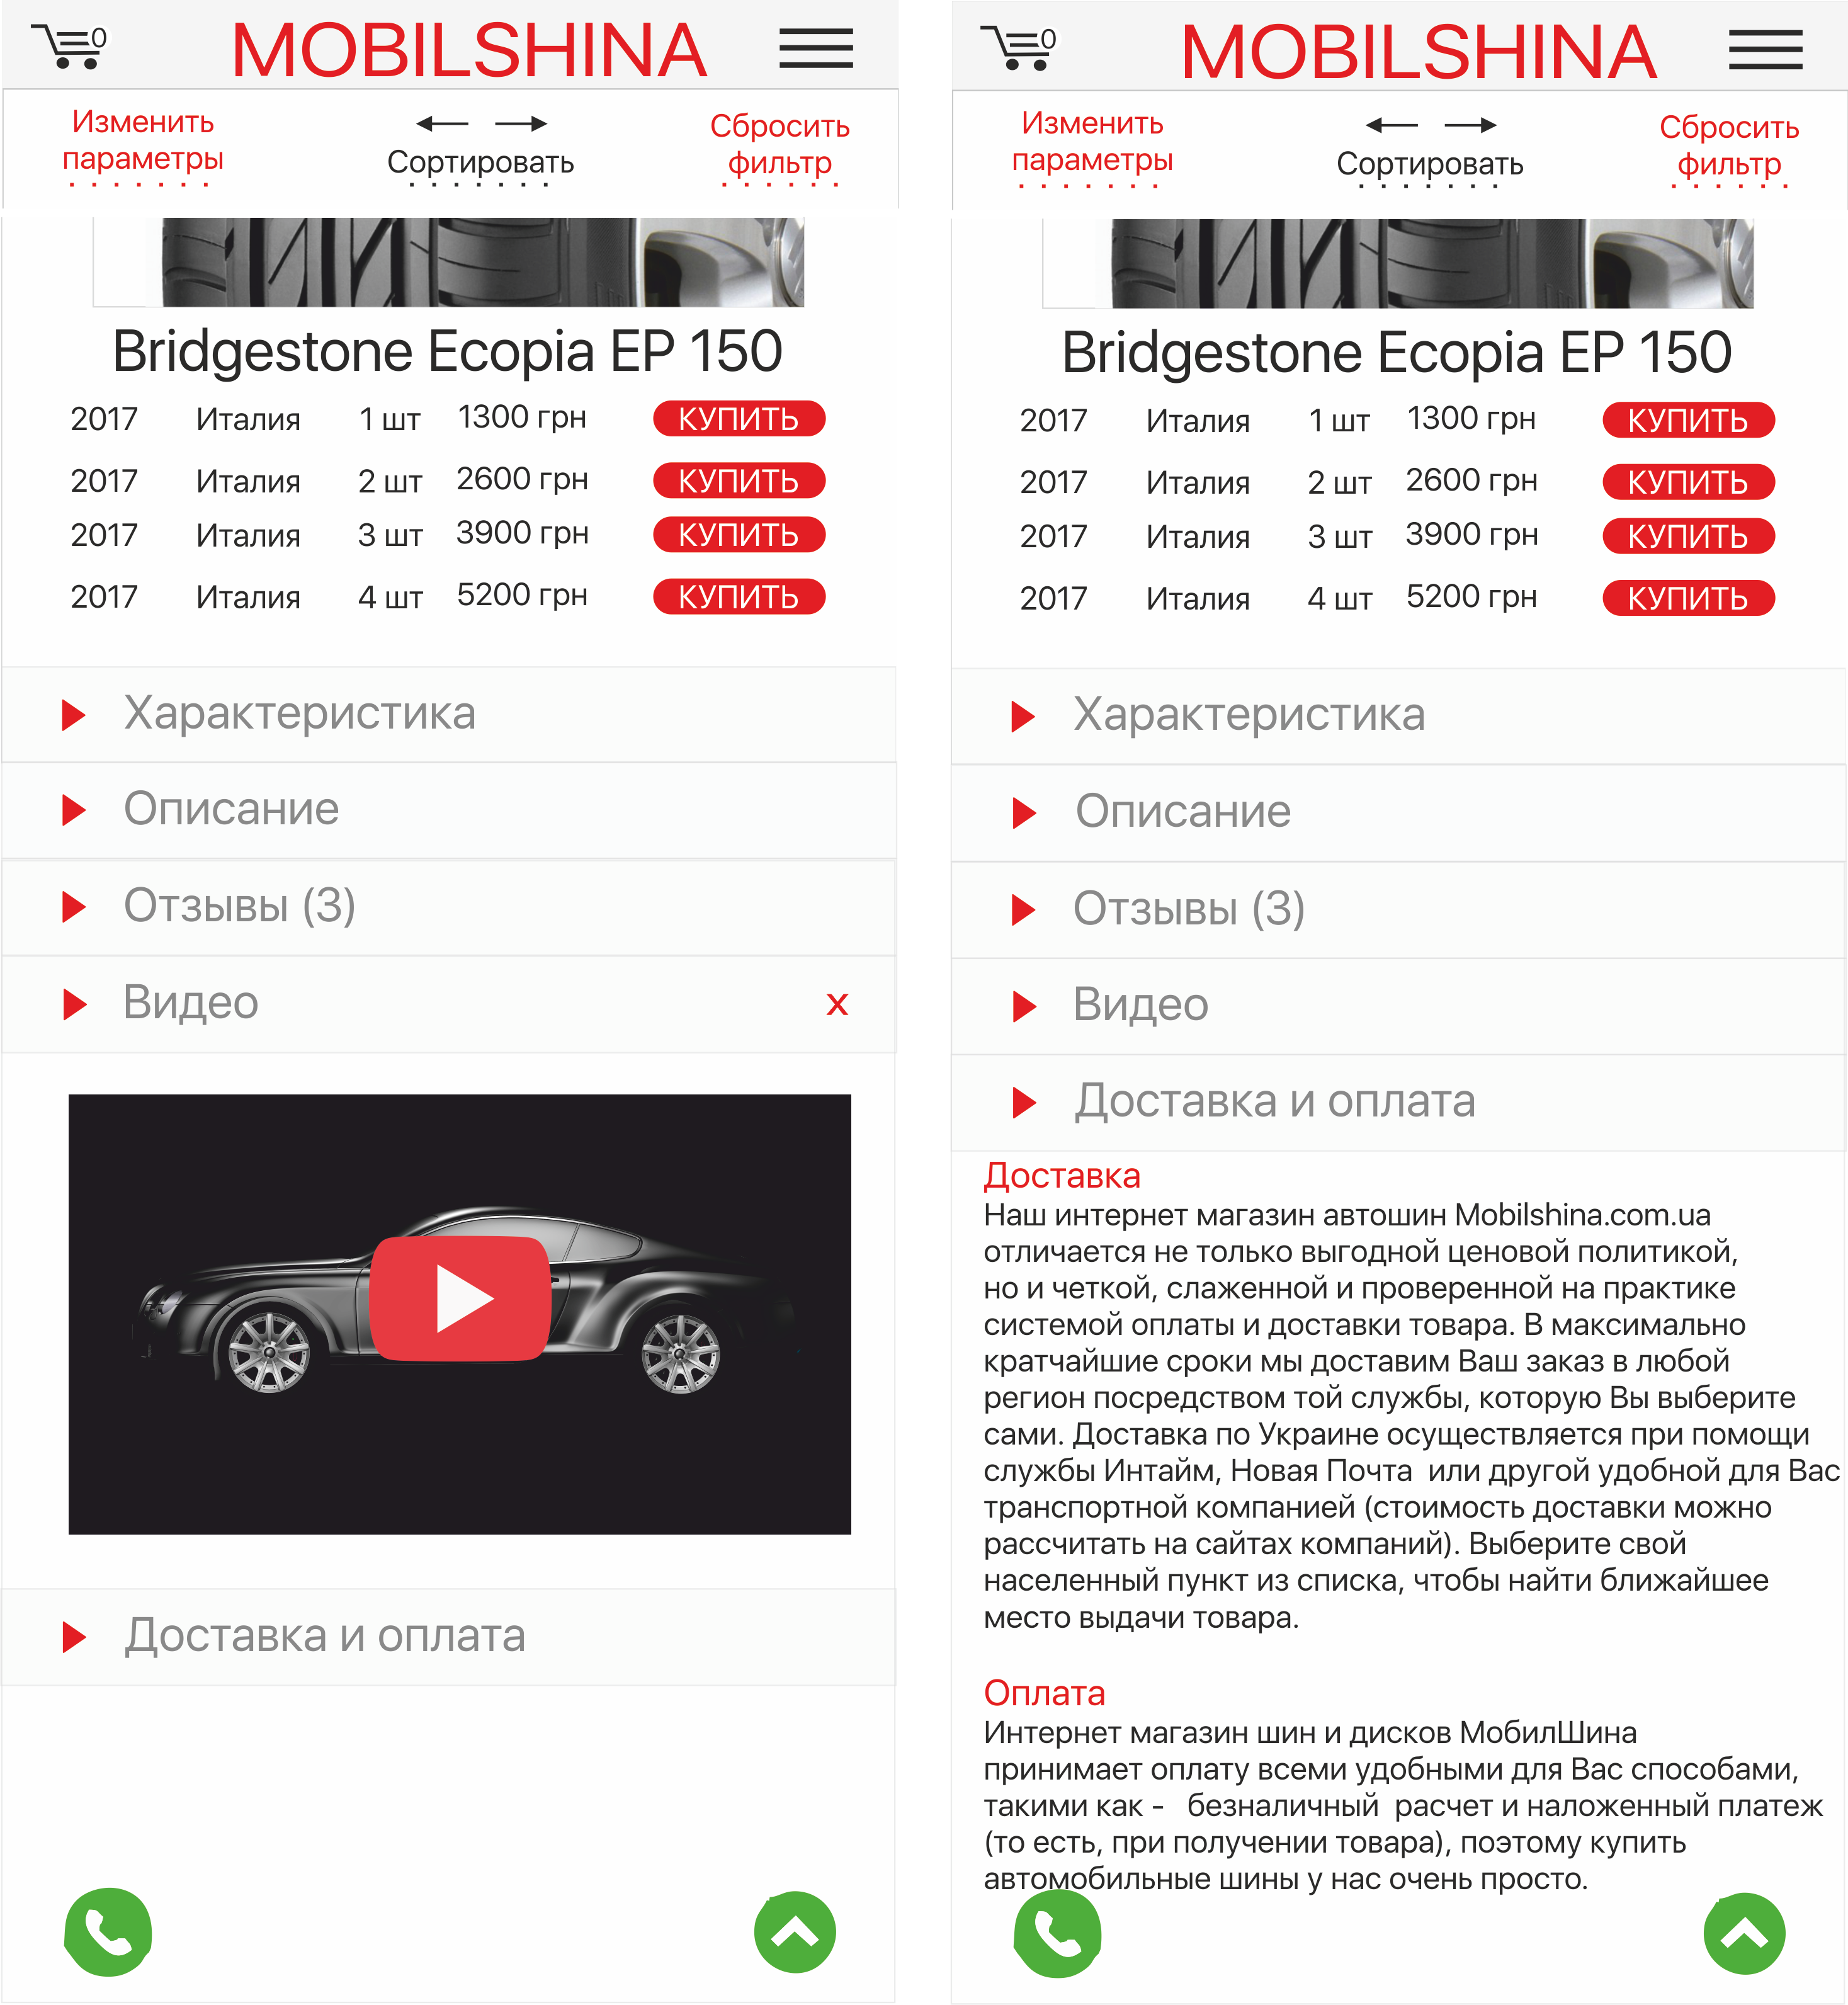 0
MOBILSHINA
Изменить
параметры
Сортировать
Сбросить
фильтр
Bridgestone Ecopia EP 150
2017 Италия 1 шт 1300 грн КУПИТЬ
2017 Италия 2 шт 2600 грн КУПИТЬ
2017 Италия 3 шт 3900 грн КУПИТЬ
2017 Италия 4 шт 5200 грн КУПИТЬ
Характеристика
Описание
Отзывы (3)
Видео x
Доставка и оплата
0
MOBILSHINA
Изменить
параметры
Сортировать
Сбросить
фильтр
Bridgestone Ecopia EP 150
2017 Италия 1 шт 1300 грн КУПИТЬ
2017 Италия 2 шт 2600 грн КУПИТЬ
2017 Италия 3 шт 3900 грн КУПИТЬ
2017 Италия 4 шт 5200 грн КУПИТЬ
Характеристика
Описание
Отзывы (3)
Видео
Доставка и оплата
Доставка
Наш интернет магазин автошин Mobilshina.com.ua
отличается не только выгодной ценовой политикой,
но и четкой, слаженной и проверенной на практике
системой оплаты и доставки товара. В максимально
кратчайшие сроки мы доставим Ваш заказ в любой
регион посредством той службы, которую Вы выберите
сами. Доставка по Украине осуществляется при помощи
службы Интайм, Новая Почта  или другой удобной для Вас
транспортной компанией (стоимость доставки можно
рассчитать на сайтах компаний). Выберите свой
населенный пункт из списка, чтобы найти ближайшее
место выдачи товара.
Оплата
Интернет магазин шин и дисков МобилШина
принимает оплату всеми удобными для Вас способами,
такими как -   безналичный  расчет и наложенный платеж
(то есть, при получении товара), поэтому купить
автомобильные шины у нас очень просто.